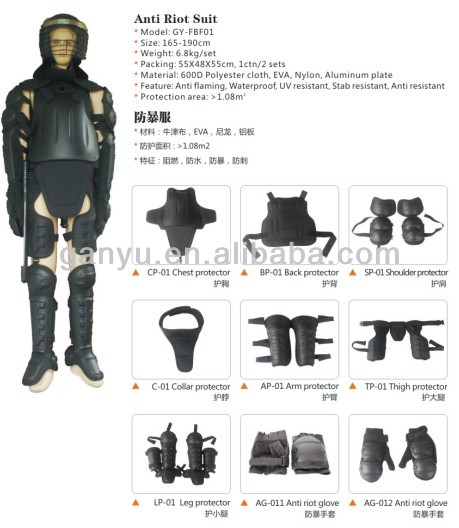 Anti Riot Suit
* Model: GY-FBF01
* Size: 165-190cm
* Weight: 6.8kg/set
* Packing: 55X48X55cm, 1ctn/2 sets
* Material: 600D Polyester cloth, EVA, Nylon, Aluminum plate
* Feature: Anti flaming, Waterproof, UV resistant, Stab resistant, Anti resistant
* Protection area: >1.08m²
防暴服
* 材料：牛津布，EVA，尼龙，铝板
* 防护面积：>1.08m2
* 特征：阻燃，防水，防暴，防刺
ganyu.en.alibaba.com
▲ CP-01 Chest protector
护胸
▲ BP-01 Back protector
护背
▲ SP-01 Shoulder protector
护肩
▲ C-01 Collar protector
护脖
▲ AP-01 Arm protector
护臂
▲ TP-01 Thigh protector
护大腿
▲ LP-01 Leg protector
护小腿
▲ AG-011 Anti riot glove
防暴手套
▲ AG-012 Anti riot glove
防暴手套